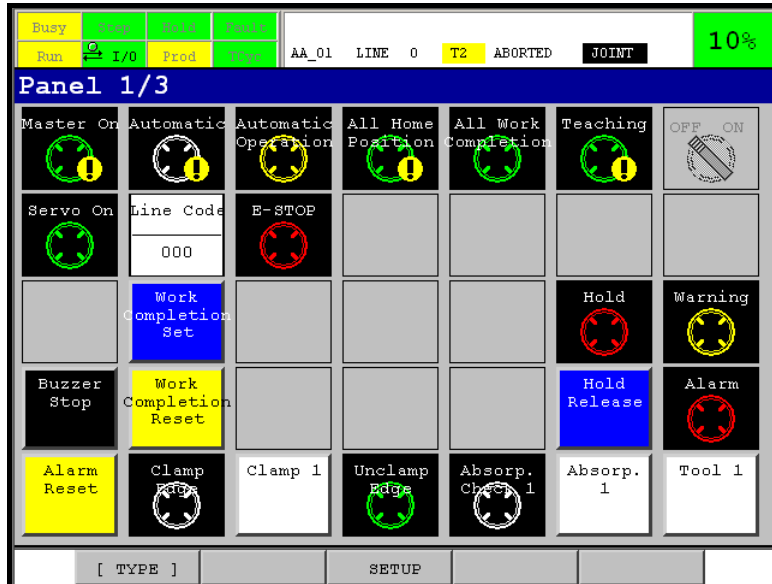 Busy Step Hold Fault
Run I/O Prod TCyc
AA_01 LINE 0 T2 ABORTED JOINT
10%
Panel 1/3
Master On Automatic Automatic Operation All Home Position All Work Completion Teaching OFF ON
Servo On Line Code 000 E-STOP
Work Completion Set Hold Warning
Buzzer Stop Work Completion Reset Hold Release Alarm
Alarm Reset Clamp Edge Clamp 1 Unclamp Edge Absorp. Check 1 Absorp. 1 Tool 1
[ TYPE ] SETUP